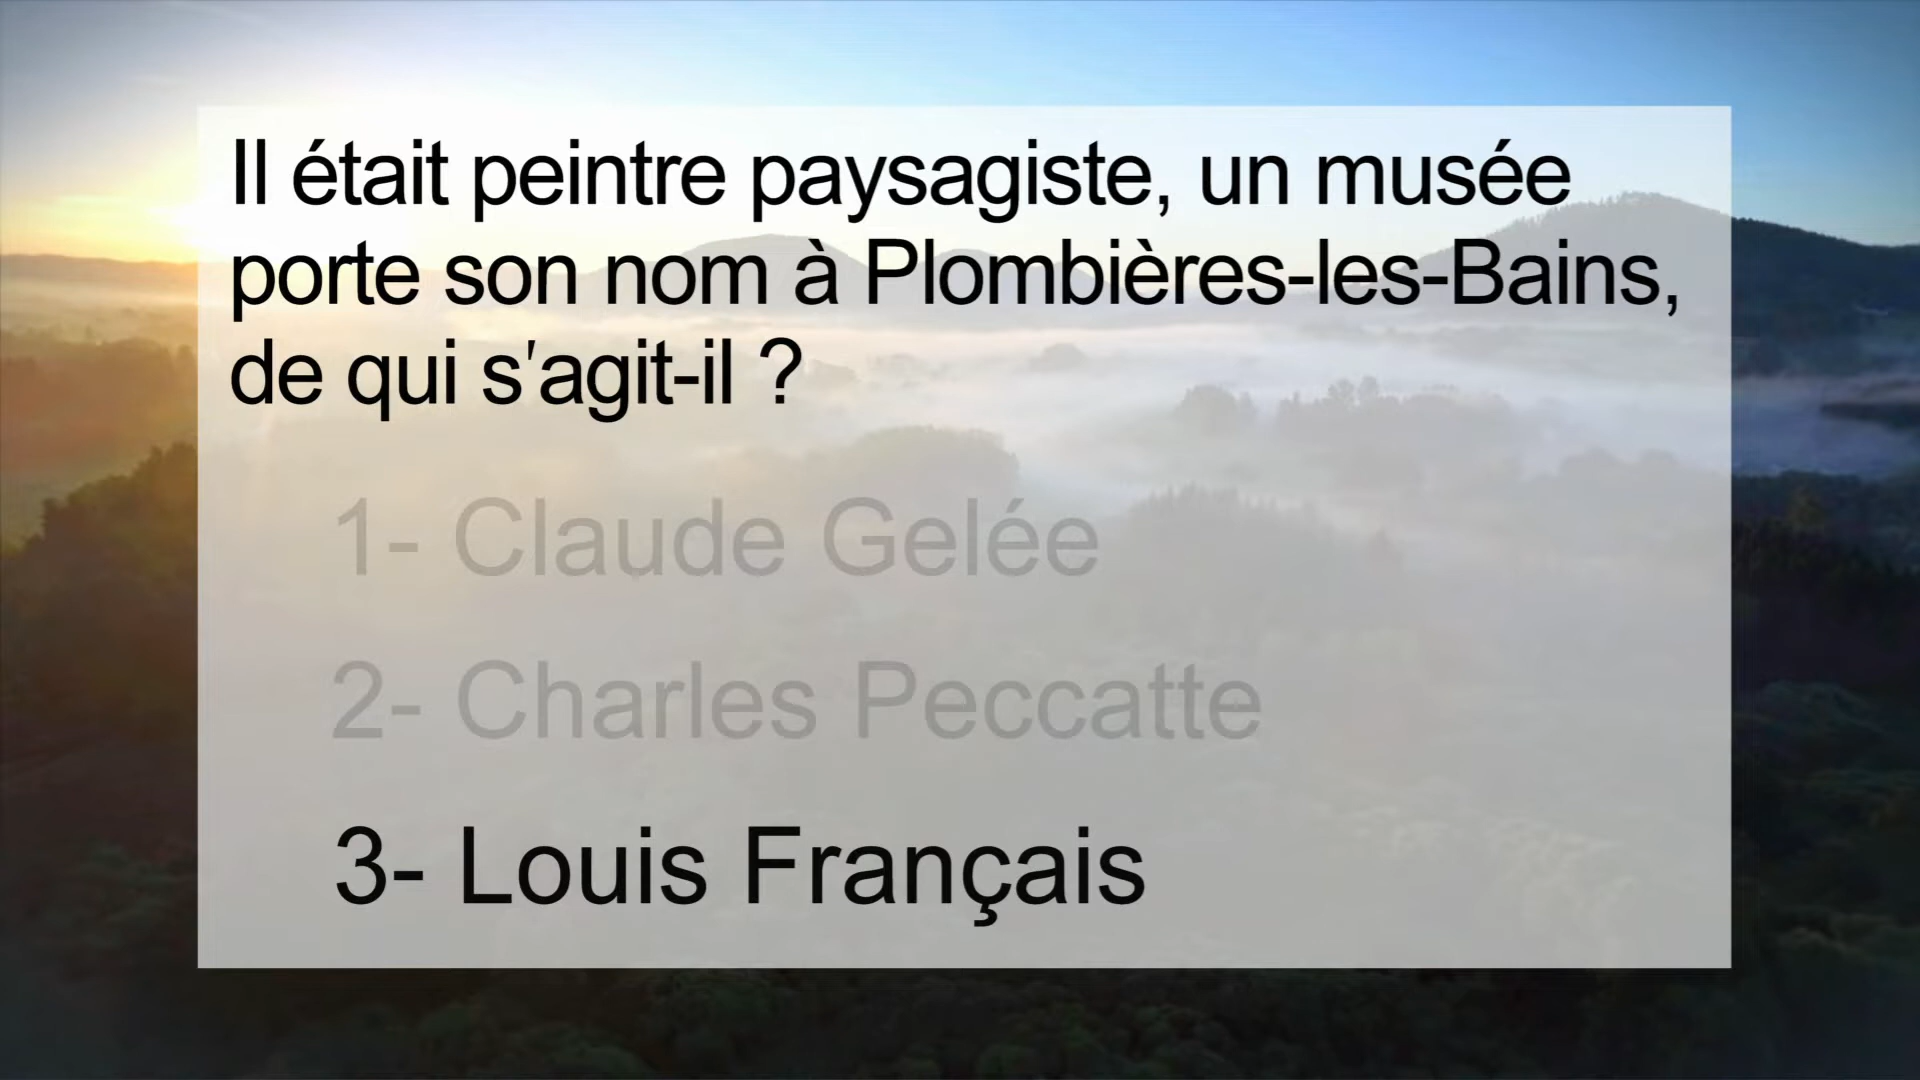 Il était peintre paysagiste, un musée
porte son nom à Plombières-les-Bains,
de qui s'agit-il ?
1- Claude Gelée
2- Charles Peccatte
3- Louis Français